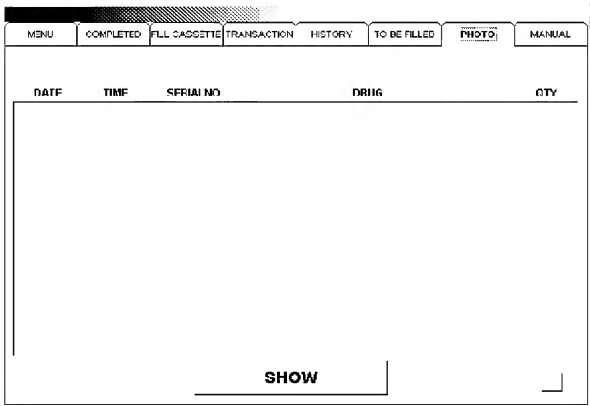 MENU COMPLETED FILL CASSETTE TRANSACTION HISTORY TO BE FILLED PHOTO MANUAL
DATE TIME SERIAL NO DRUG QTY
SHOW